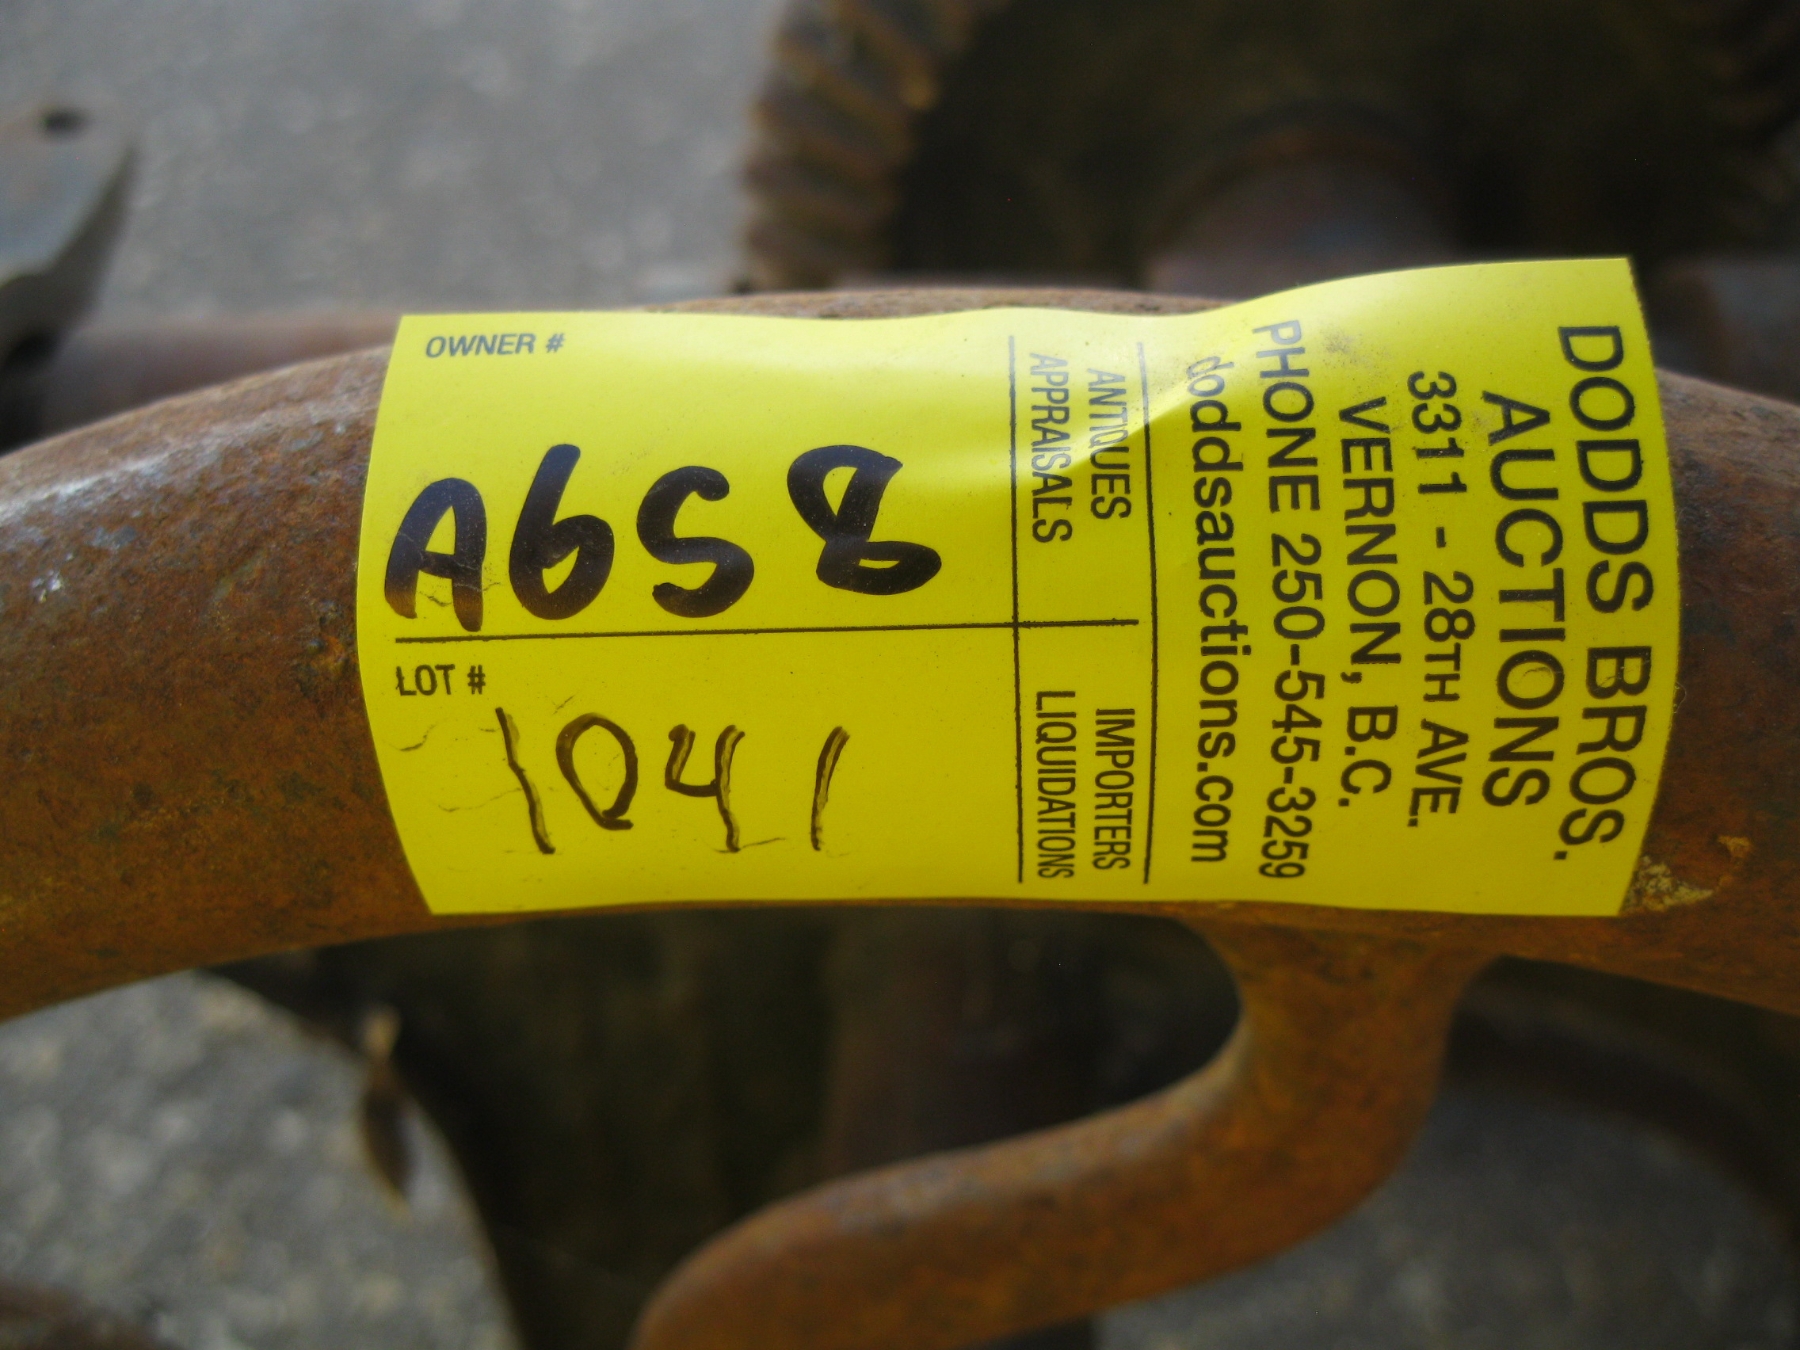 OWNER #
A658
LOT #
1041
DODDS BROS.
AUCTIONS
3311 - 28TH AVE.
VERNON, B.C.
PHONE 250-545-3259
doddsauctions.com
ANTIQUES
APPRAISALS
IMPORTERS
LIQUIDATIONS